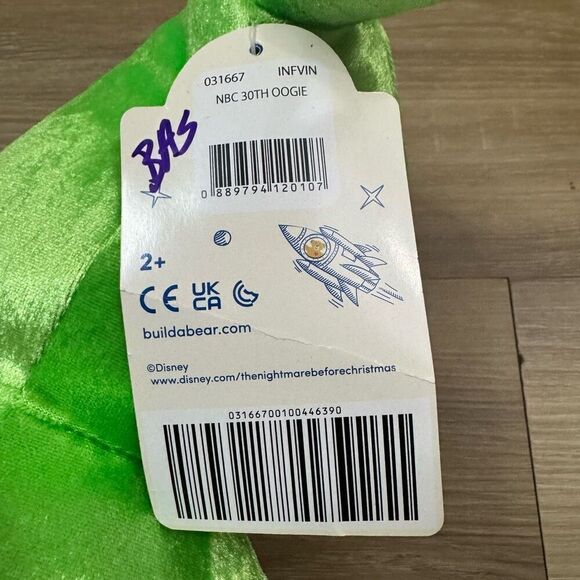 031667 INFVIN
NBC 30TH OOGIE
BAS
0 889794 120107
2+
CE UK
CA
buildabear.com
©Disney
www.disney.com/thenightmarebeforechristmas
03166700100446390